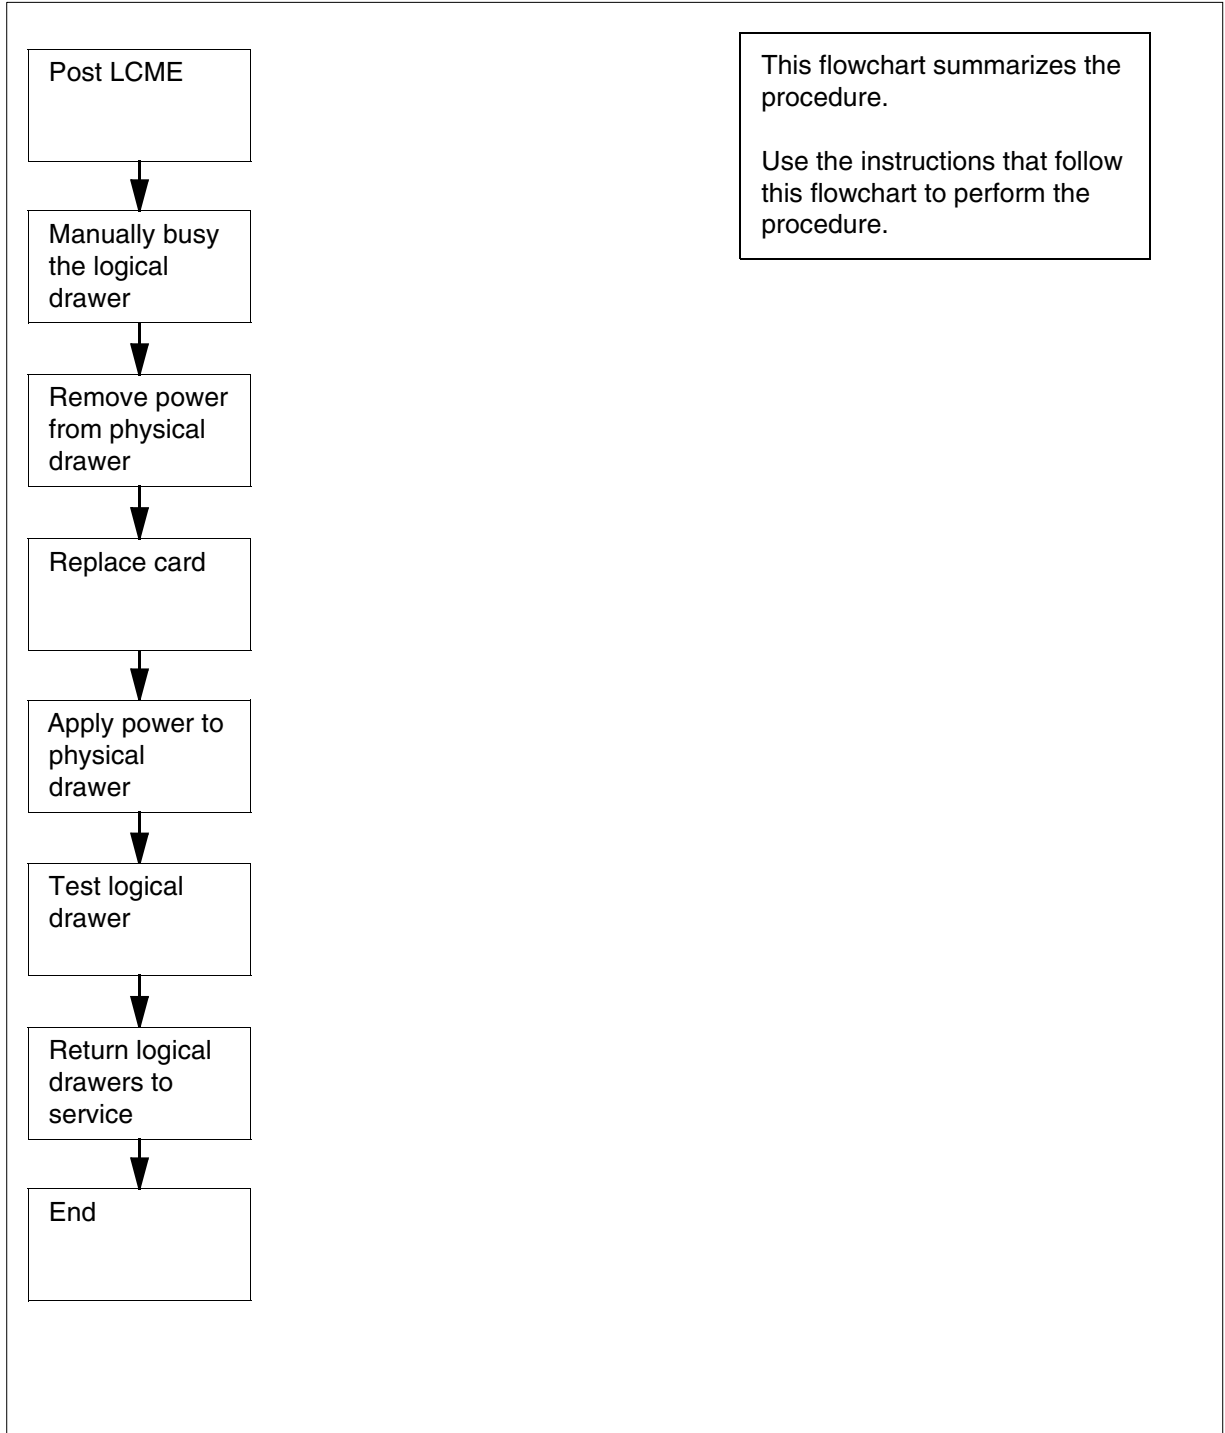 Post LCME
Manually busy
the logical
drawer
Remove power
from physical
drawer
Replace card
Apply power to
physical
drawer
Test logical
drawer
Return logical
drawers to
service
End
This flowchart summarizes the
procedure.
Use the instructions that follow
this flowchart to perform the
procedure.